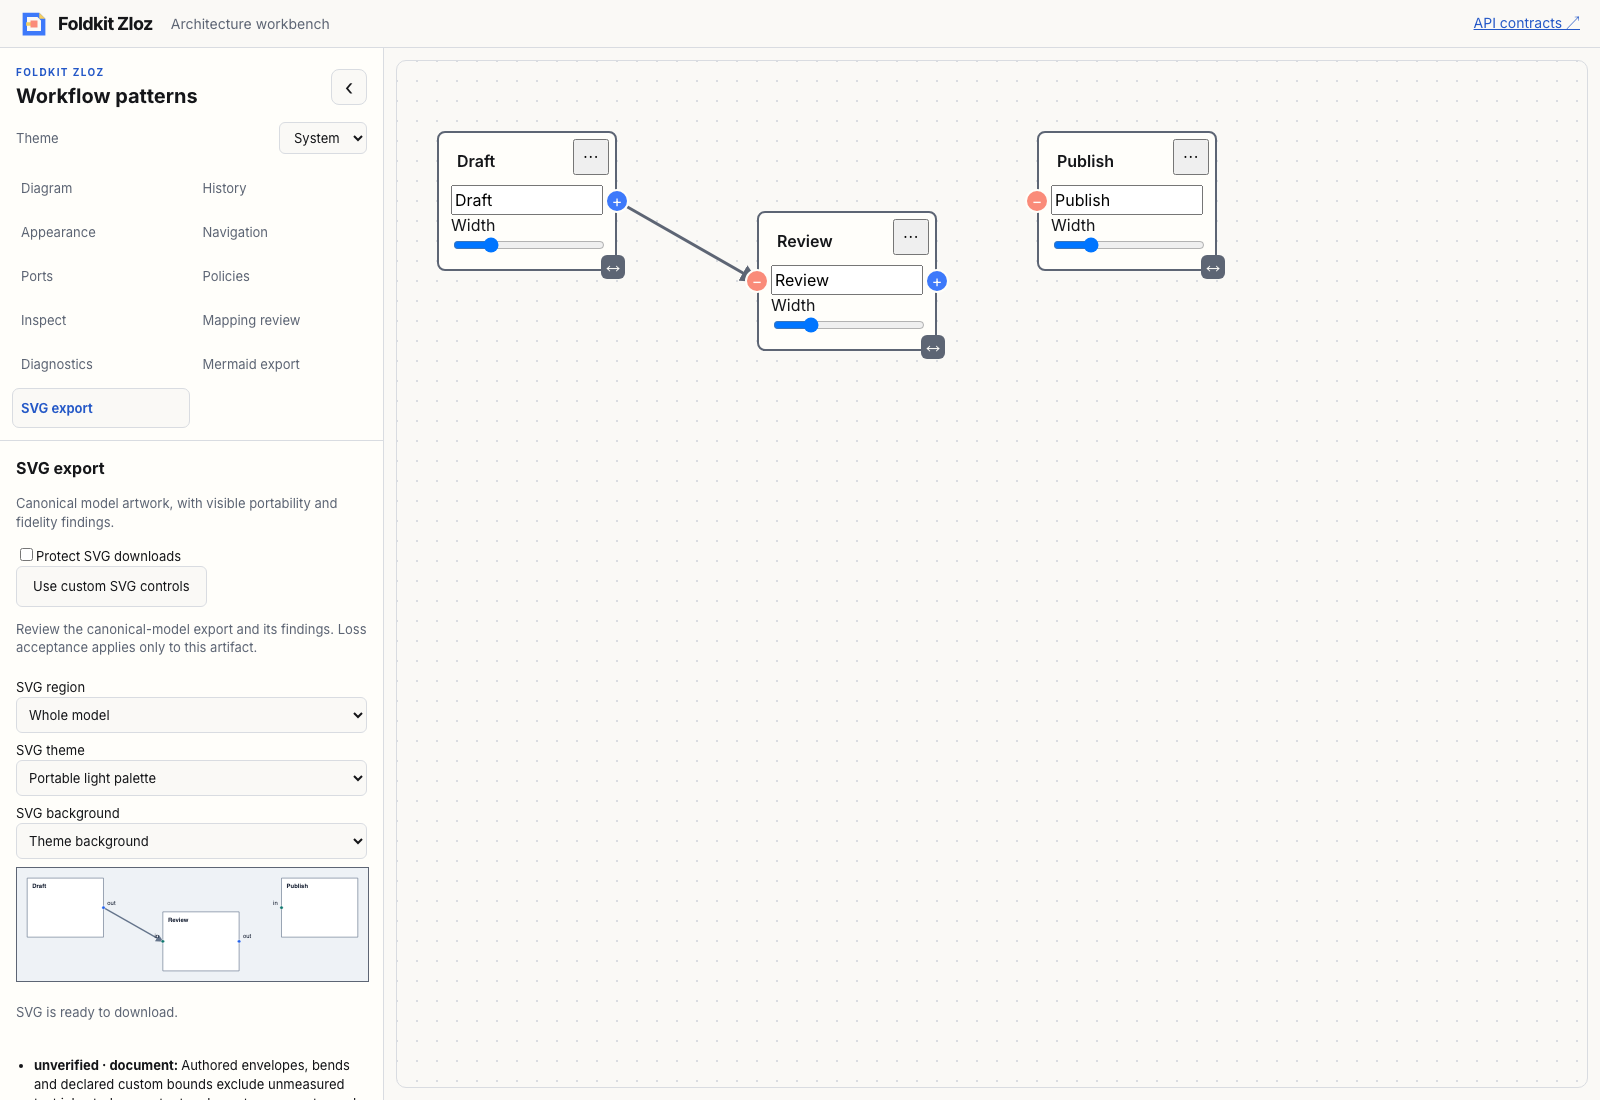 Foldkit Zloz
Architecture workbench
API contracts ↗
FOLDKIT ZLOZ
Workflow patterns
Theme
System
Diagram
History
Appearance
Navigation
Ports
Policies
Inspect
Mapping review
Diagnostics
Mermaid export
SVG export
SVG export
Canonical model artwork, with visible portability and
fidelity findings.
Protect SVG downloads
Use custom SVG controls
Review the canonical-model export and its findings. Loss
acceptance applies only to this artifact.
SVG region
Whole model
SVG theme
Portable light palette
SVG background
Theme background
Draft
out
Review
out
in
Publish
SVG is ready to download.
• unverified · document: Authored envelopes, bends
and declared custom bounds exclude unmeasured
Draft
...
Draft
Width
Review
...
Review
Width
Publish
...
Publish
Width